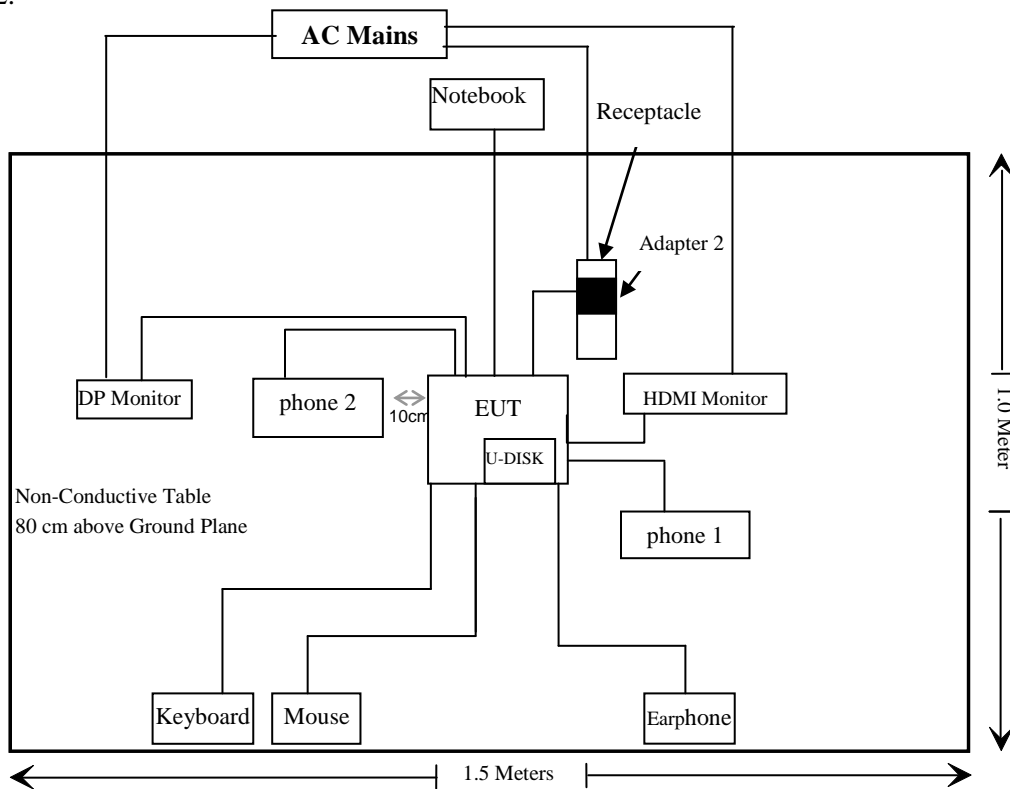 2.
AC Mains
Notebook
Receptacle
Adapter 2
DP Monitor
phone 2
10cm
EUT
HDMI Monitor
U-DISK
1.0 Meter
Non-Conductive Table
80 cm above Ground Plane
phone 1
Keyboard
Mouse
Earphone
1.5 Meters